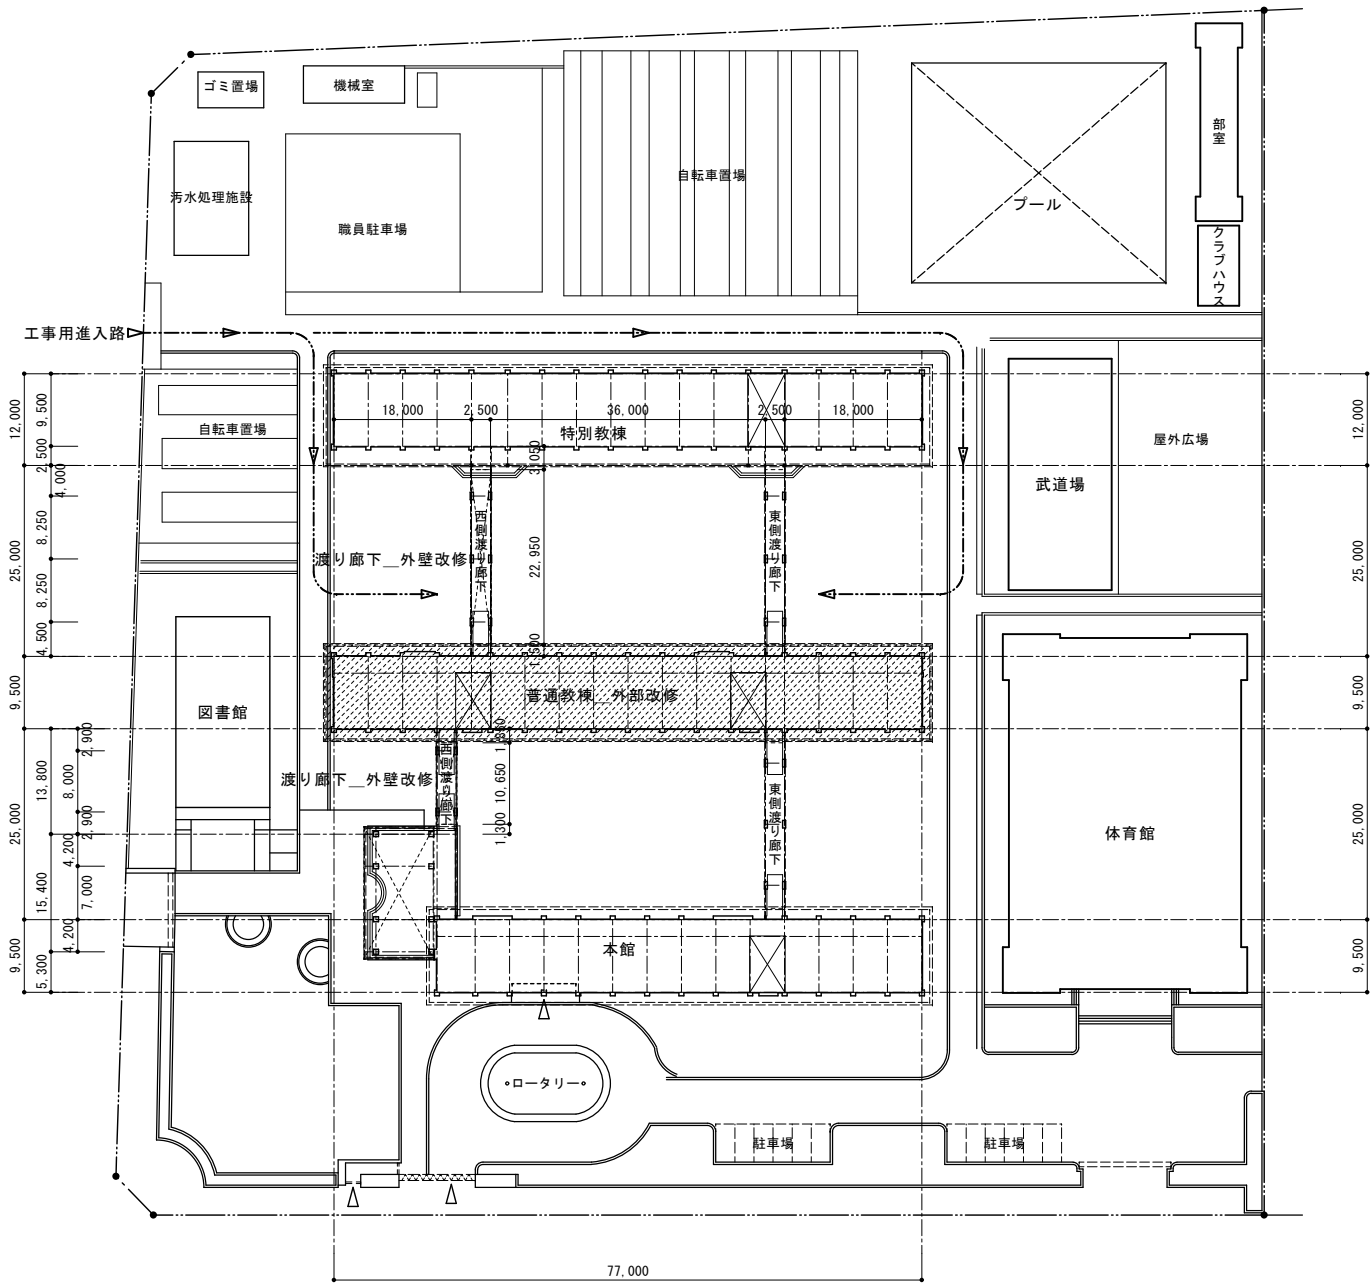 ゴミ置場
機械室
部室
汚水処理施設
職員駐車場
自転車置場
プール
クラブハウス
工事用進入路
12,000
9,500
2,500
4,000
18,000
2,500
36,000
2,500
18,000
特別教棟
3,050
自転車置場
12,000
屋外広場
武道場
25,000
8,250
8,250
4,500
西側渡り廊下
22,950
1,500
東側渡り廊下
渡り廊下__外壁改修
25,000
9,500
普通教棟__外部改修
9,500
図書館
25,000
13,800
15,400
2,900
8,000
2,900
4,200
7,000
4,200
渡り廊下__外壁改修
西側渡り廊下
10,650
1,300
東側渡り廊下
体育館
25,000
9,500
5,300
本館
9,500
ロータリー
駐車場
駐車場
77,000